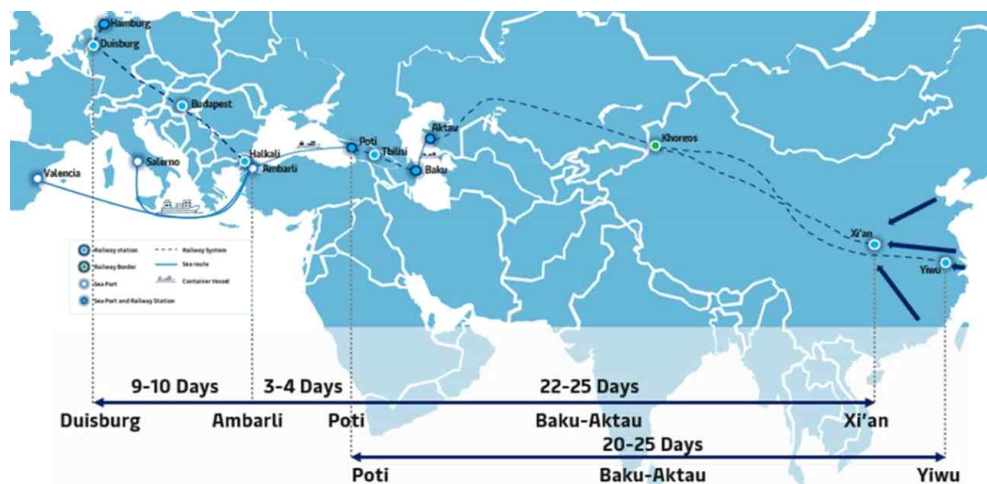 Hamburg
Duisburg
Budapest
Halkali
Ambarli
Salerno
Valencia
Poti
Tbilisi
Aktau
Baku
Khorgos
Xi'an
Yiwu
Railway station
Railway Border
Sea Port
Sea Port and Railway Station
Railway System
Sea route
Container Vessel
9-10 Days 3-4 Days 22-25 Days
Duisburg Ambarli Poti Baku-Aktau Xi'an
20-25 Days
Poti Baku-Aktau Yiwu